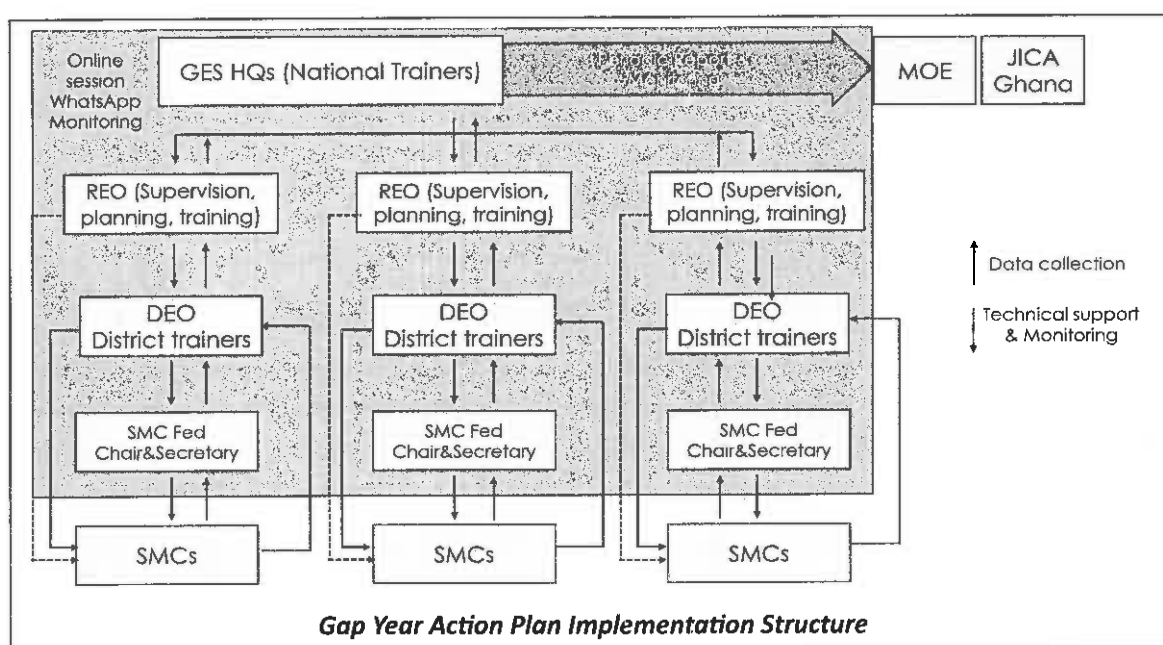 Online
session
WhatsApp
Monitoring
GES HQs (National Trainers)
MOE
JICA
Ghana
REO (Supervision,
planning, training)
REO (Supervision,
planning, training)
REO (Supervision,
planning, training)
DEO
District trainers
DEO
District trainers
DEO
District trainers
Data collection
Technical support
& Monitoring
SMC Fed
Chair&Secretary
SMC Fed
Chair&Secretary
SMC Fed
Chair&Secretary
SMCs
SMCs
SMCs
Gap Year Action Plan Implementation Structure